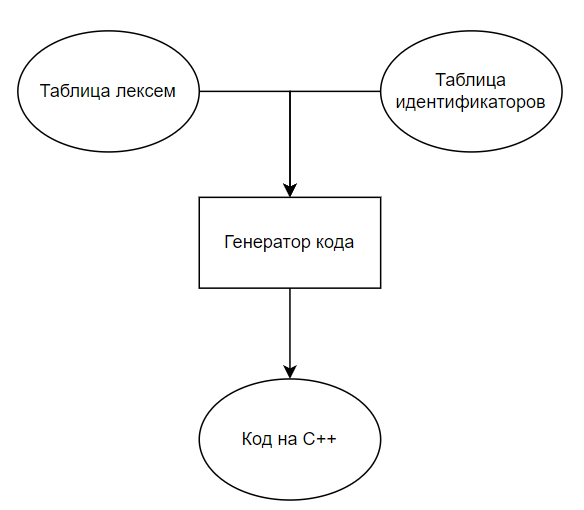 Таблица лексем
Таблица
идентификаторов
Генератор кода
Код на C++